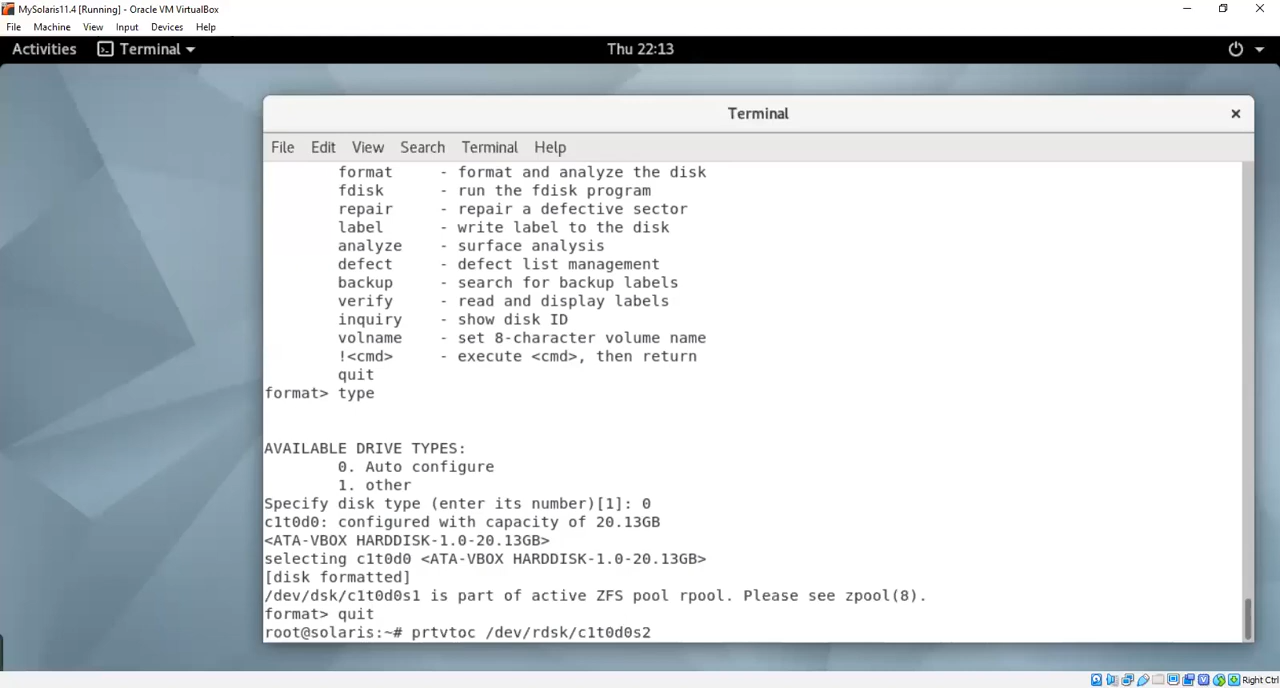 MySolaris11.4 [Running] - Oracle VM VirtualBox
File Machine View Input Devices Help
Activities Terminal Thu 22:13
Terminal
File Edit View Search Terminal Help
format - format and analyze the disk
fdisk - run the fdisk program
repair - repair a defective sector
label - write label to the disk
analyze - surface analysis
defect - defect list management
backup - search for backup labels
verify - read and display labels
inquiry - show disk ID
volname - set 8-character volume name
!<cmd> - execute <cmd>, then return
quit
format> type
AVAILABLE DRIVE TYPES:
0. Auto configure
1. other
Specify disk type (enter its number)[1]: 0
c1t0d0: configured with capacity of 20.13GB
<ATA-VBOX HARDDISK-1.0-20.13GB>
selecting c1t0d0 <ATA-VBOX HARDDISK-1.0-20.13GB>
[disk formatted]
/dev/dsk/c1t0d0s1 is part of active ZFS pool rpool. Please see zpool(8).
format> quit
root@solaris:~# prtvtoc /dev/rdsk/c1t0d0s2
Right Ctrl